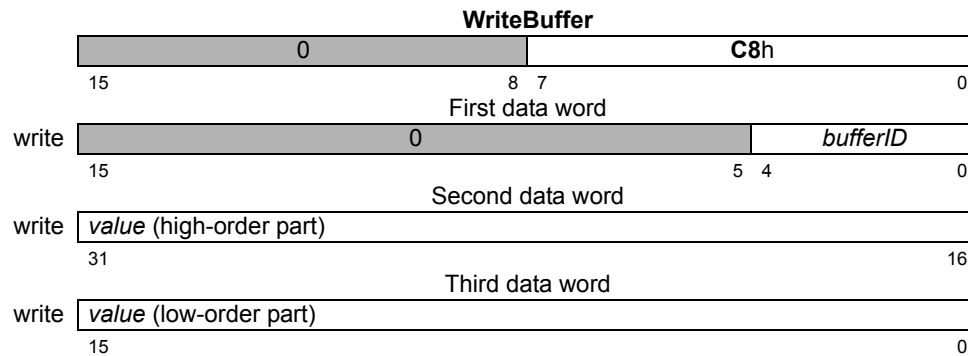 WriteBuffer
0 C8h
15 8 7 0
First data word
write 0 bufferID
15 5 4 0
Second data word
write value (high-order part)
31 16
Third data word
write value (low-order part)
15 0